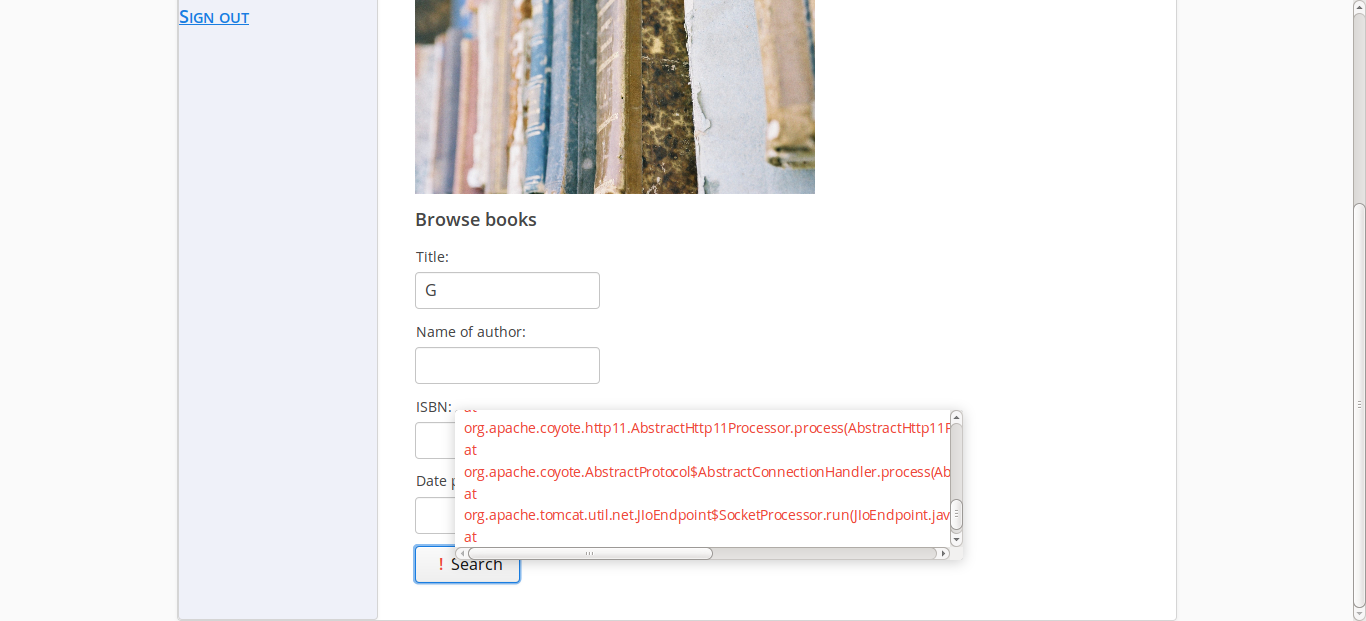 SIGN OUT
Browse books
Title:
G
Name of author:
ISBN:
org.apache.coyote.http11.AbstractHttp11Processor.process(AbstractHttp11P
at
org.apache.coyote.AbstractProtocol$AbstractConnectionHandler.process(Ab
Date
at
org.apache.tomcat.util.net.JIoEndpoint$SocketProcessor.run(JIoEndpoint.jav
at
! Search